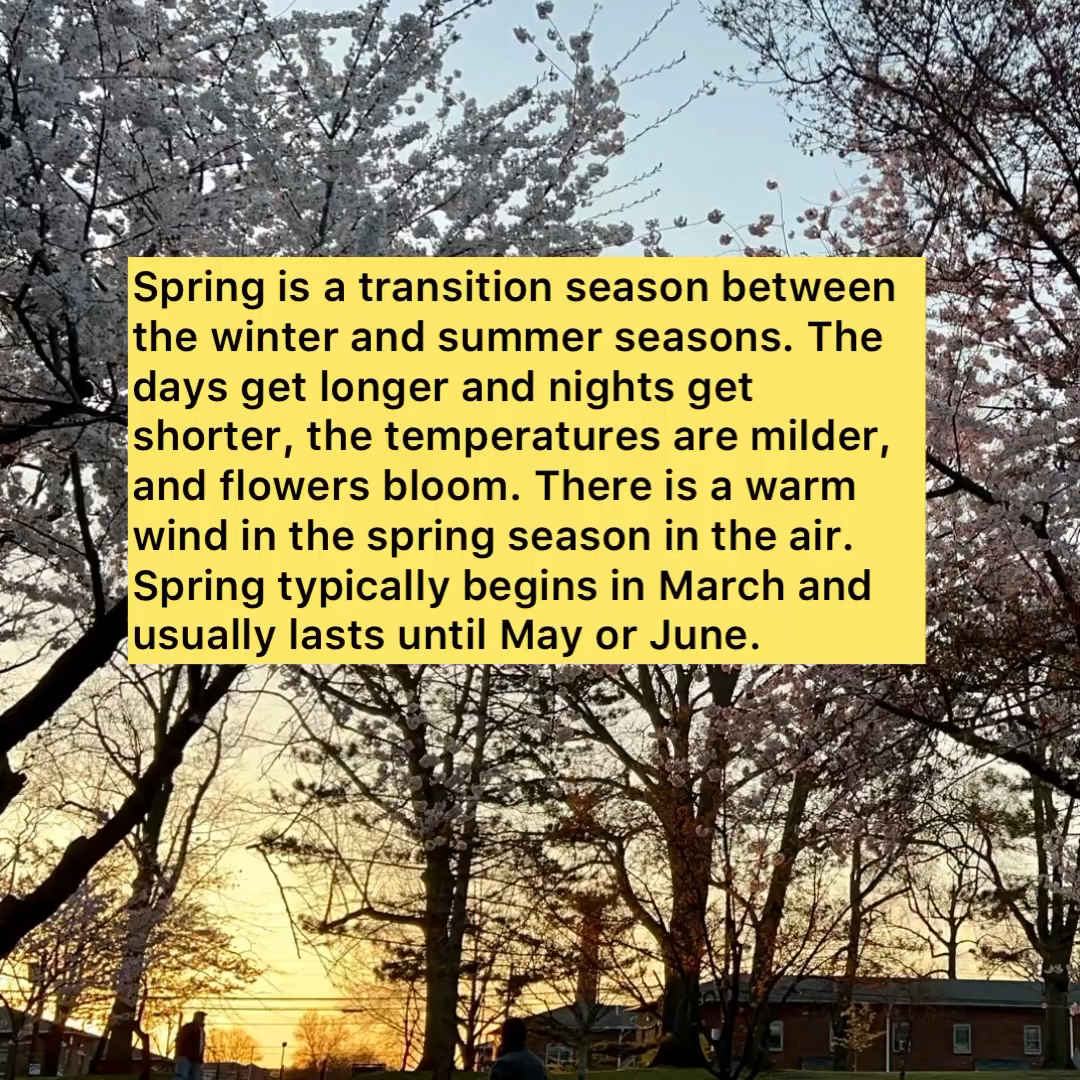 Spring is a transition season between
the winter and summer seasons. The
days get longer and nights get
shorter, the temperatures are milder,
and flowers bloom. There is a warm
wind in the spring season in the air.
Spring typically begins in March and
usually lasts until May or June.